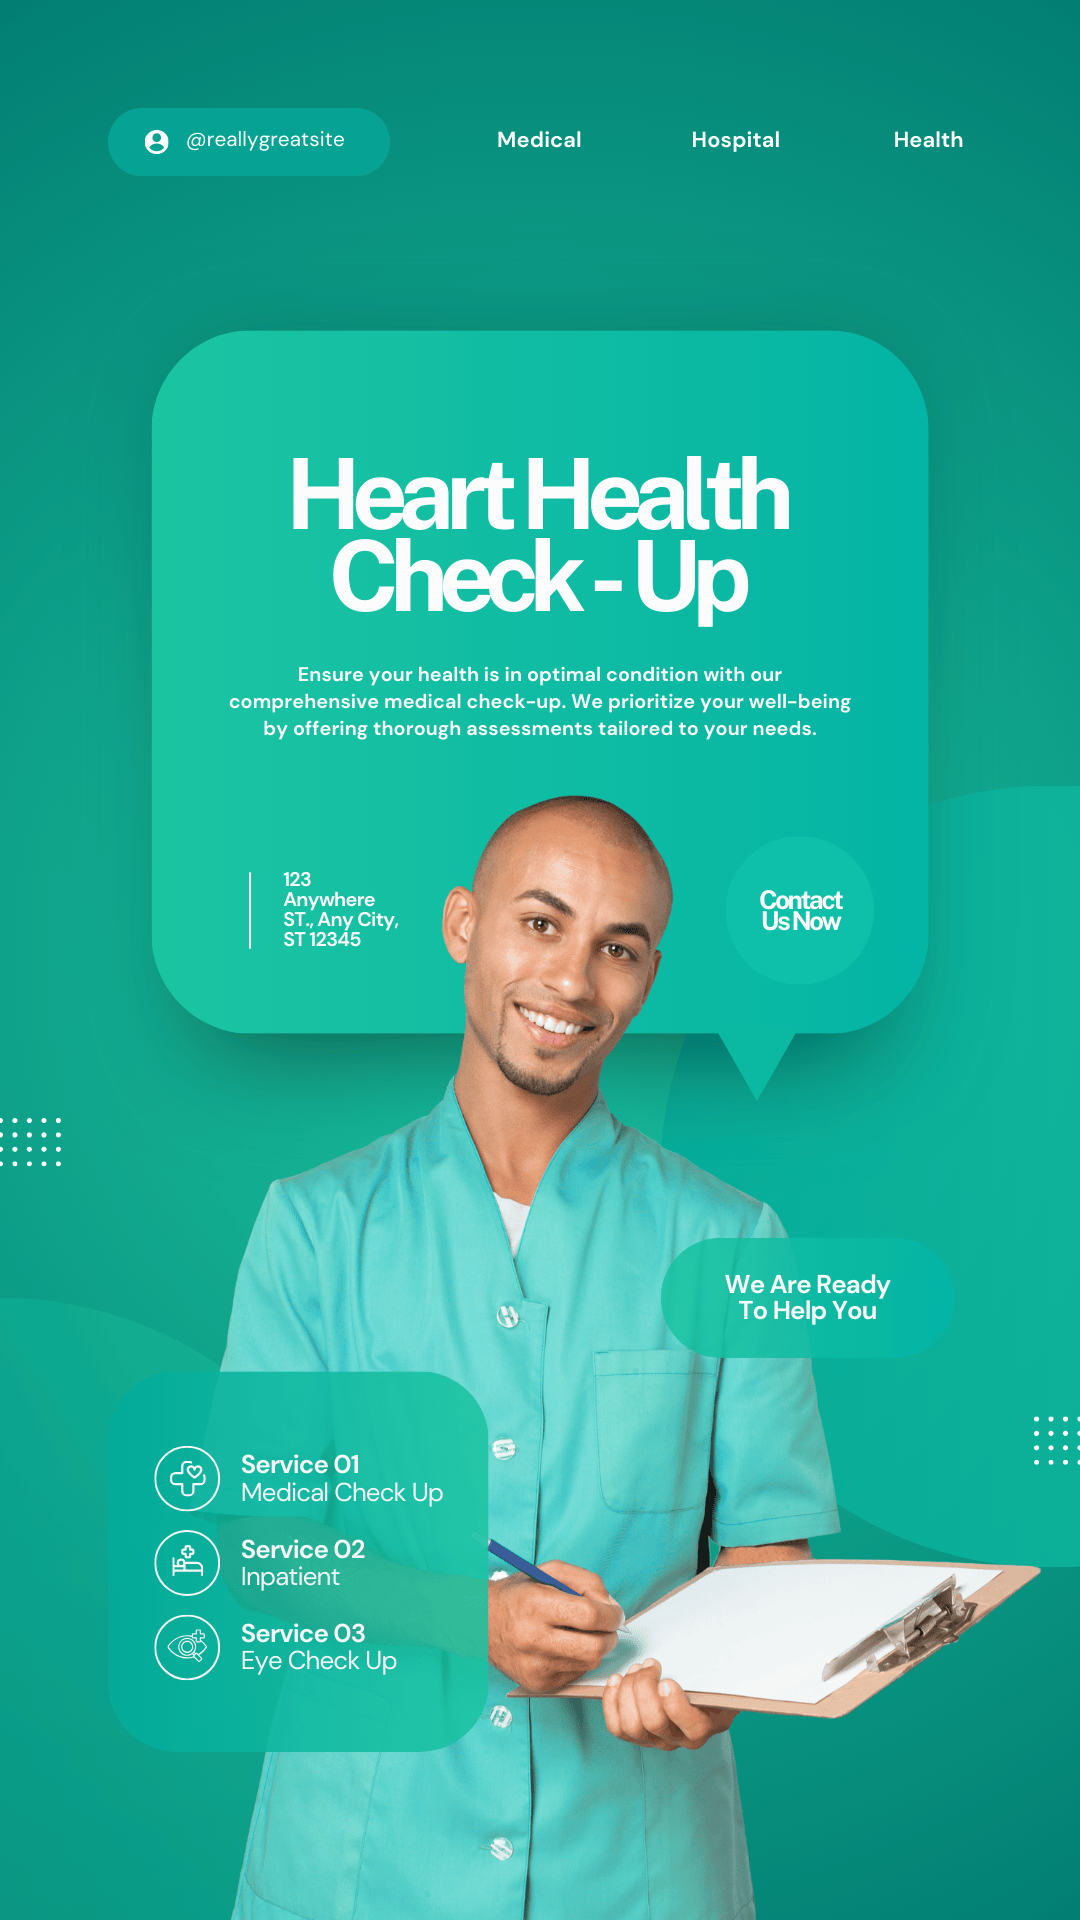 @reallygreatsite
Medical
Hospital
Health
Heart Health
Check - Up
Ensure your health is in optimal condition with our
comprehensive medical check-up. We prioritize your well-being
by offering thorough assessments tailored to your needs.
123
Anywhere
ST., Any City,
ST 12345
Contact
Us Now
We Are Ready
To Help You
Service 01
Medical Check Up
Service 02
Inpatient
Service 03
Eye Check Up